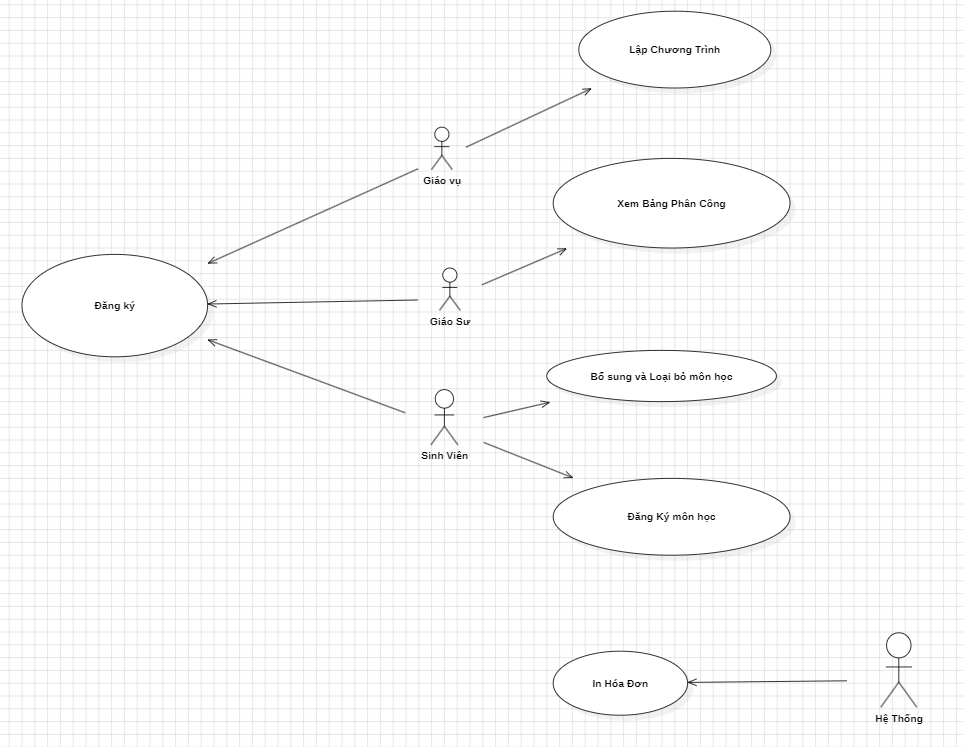 Lập Chương Trình
Giáo vụ
Xem Bảng Phân Công
Đăng ký
Giáo Sư
Bổ sung và Loại bỏ môn học
Sinh Viên
Đăng Ký môn học
In Hóa Đơn
Hệ Thống